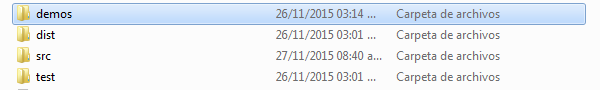 demos 26/11/2015 03:14 ... Carpeta de archivos
dist 26/11/2015 03:01 ... Carpeta de archivos
src 27/11/2015 08:40 a... Carpeta de archivos
test 26/11/2015 03:01 ... Carpeta de archivos